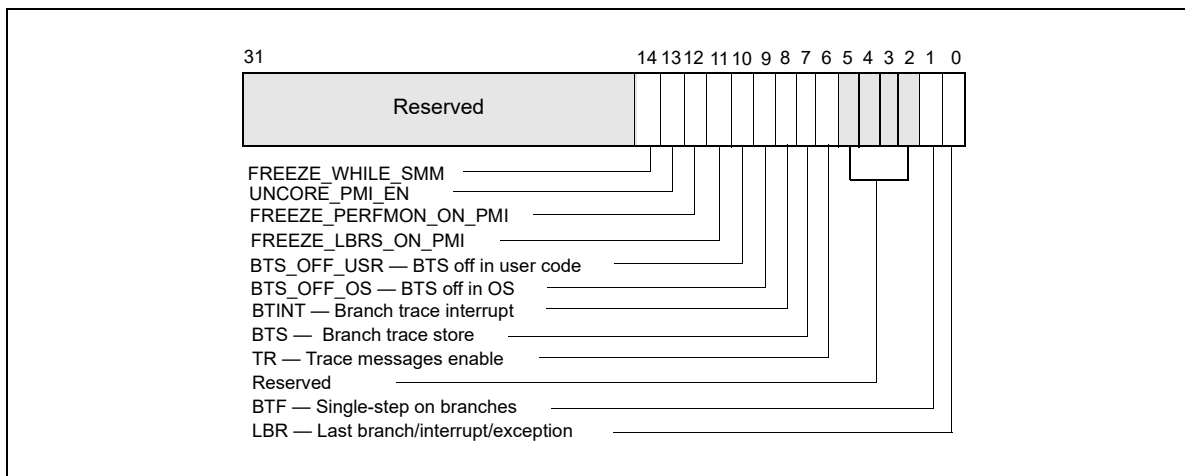 31 14 13 12 11 10 9 8 7 6 5 4 3 2 1 0
Reserved
FREEZE_WHILE_SMM
UNCORE_PMI_EN
FREEZE_PERFMON_ON_PMI
FREEZE_LBRS_ON_PMI
BTS_OFF_USR — BTS off in user code
BTS_OFF_OS — BTS off in OS
BTINT — Branch trace interrupt
BTS — Branch trace store
TR — Trace messages enable
Reserved
BTF — Single-step on branches
LBR — Last branch/interrupt/exception